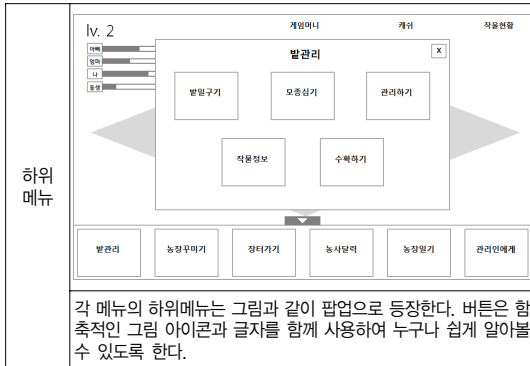 lv. 2
게임머니 캐쉬 작물현황
아빠
엄마
나
동생
밭관리 X
밭일구기 모종심기 관리하기
작물정보 수확하기
하위
메뉴
밭관리 농장꾸미기 장터가기 농사달력 농장일기 관리인에게
각 메뉴의 하위메뉴는 그림과 같이 팝업으로 등장한다. 버튼은 함
축적인 그림 아이콘과 글자를 함께 사용하여 누구나 쉽게 알아볼
수 있도록 한다.